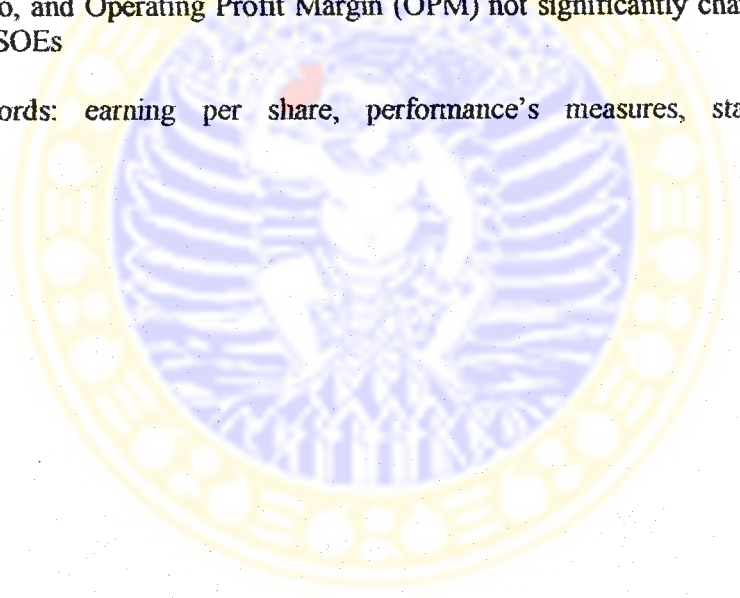 o, and Operating Profit Margin (OPM) not significantly cha
SOEs
ords: earning per share, performance's measures, sta